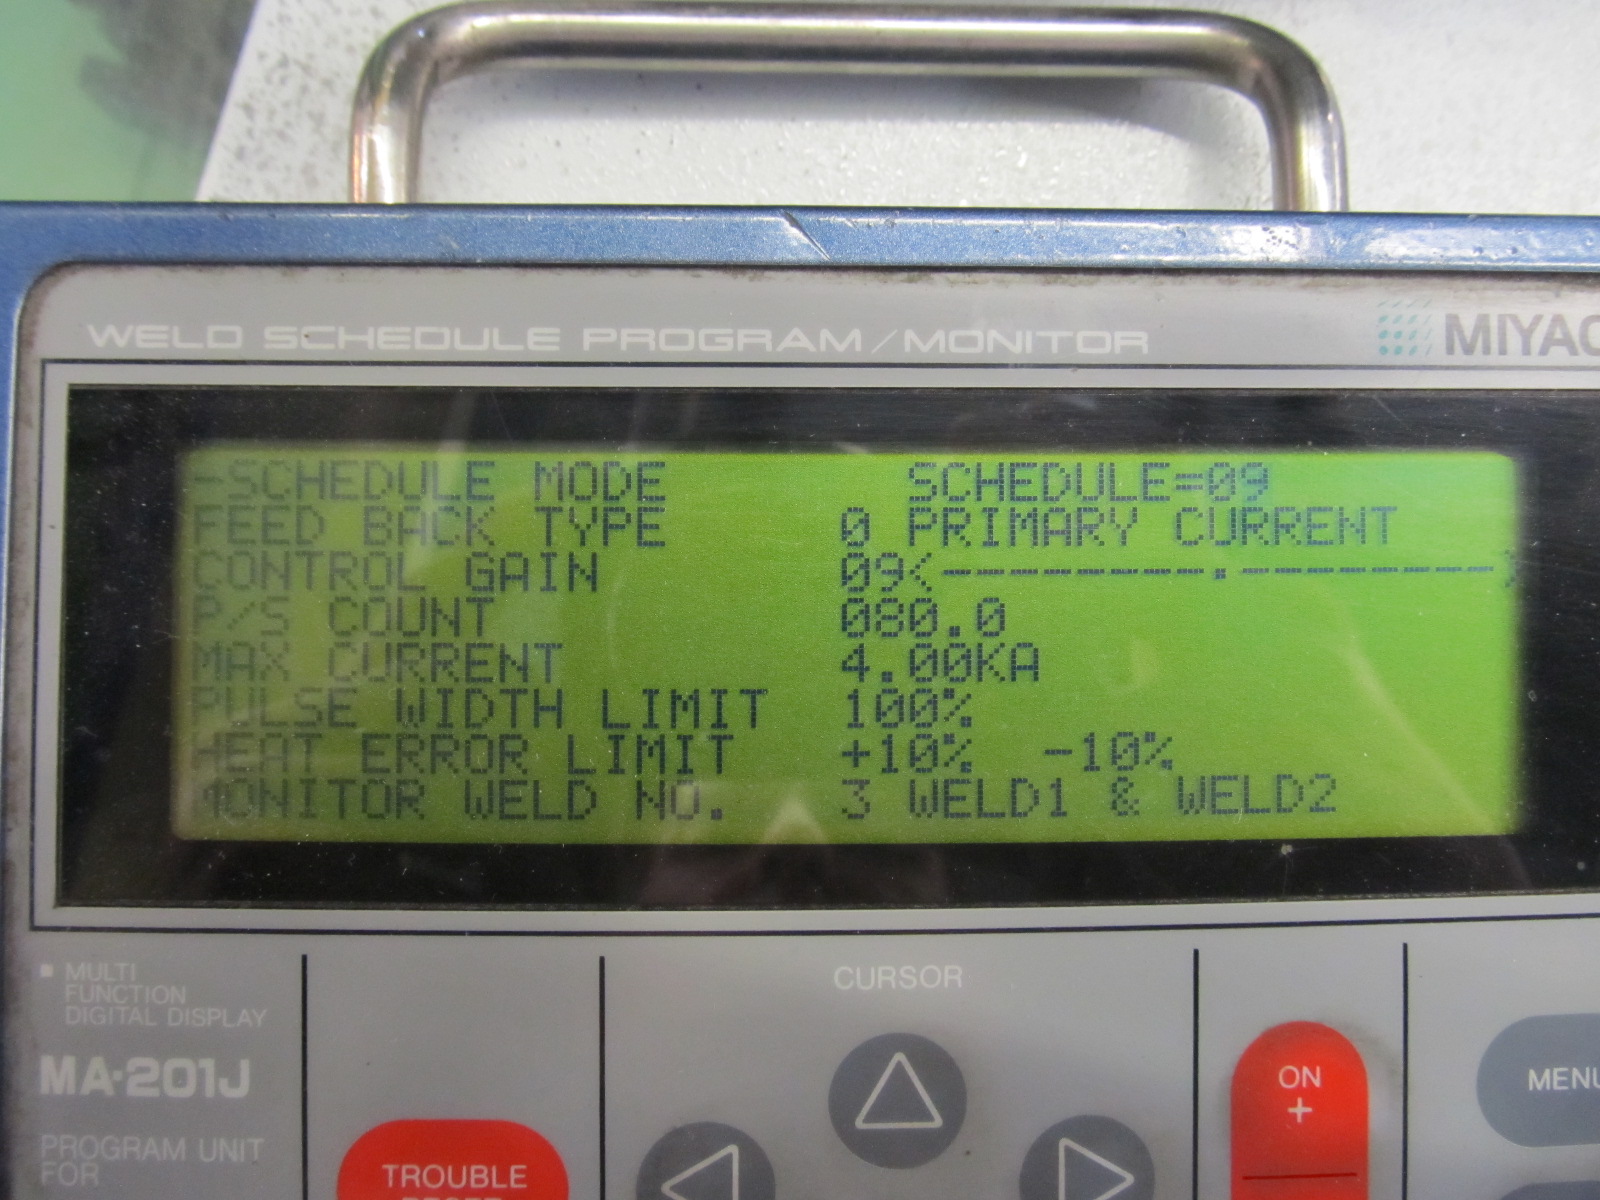 WELD SCHEDULE PROGRAM/MONITOR
MIYAC
-SCHEDULE MODE SCHEDULE=09
FEED BACK TYPE 0 PRIMARY CURRENT
CONTROL GAIN 09<--------.--------)
P/S COUNT 080.0
MAX CURRENT 4.00KA
PULSE WIDTH LIMIT 100%
HEAT ERROR LIMIT +10% -10%
MONITOR WELD NO. 3 WELD1 & WELD2
MULTI
FUNCTION
DIGITAL DISPLAY
MA-201J
PROGRAM UNIT
FOR
TROUBLE
CURSOR
ON
+
MENU